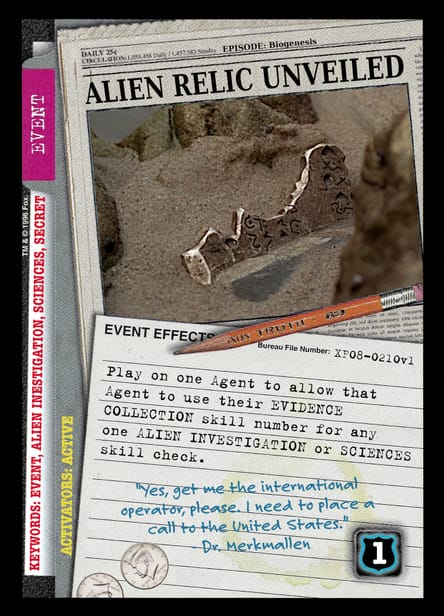 DAILY 25¢
CIRCULATION: 1,058,498 Daily / 1,457,583 Sunday
EPISODE: Biogenesis
ALIEN RELIC UNVEILED
EVENT
TM & © 1996 Fox.
KEYWORDS: EVENT, ALIEN INESTIGATION, SCIENCES, SECRET
ACTIVATORS: ACTIVE
EVENT EFFECTS
Bureau File Number: XF08-0210v1
Play on one Agent to allow that
Agent to use their EVIDENCE
COLLECTION skill number for any
one ALIEN INVESTIGATION or SCIENCES
skill check.
"Yes, get me the international
operator, please. I need to place a
call to the United States."
- Dr. Merkmallen
1